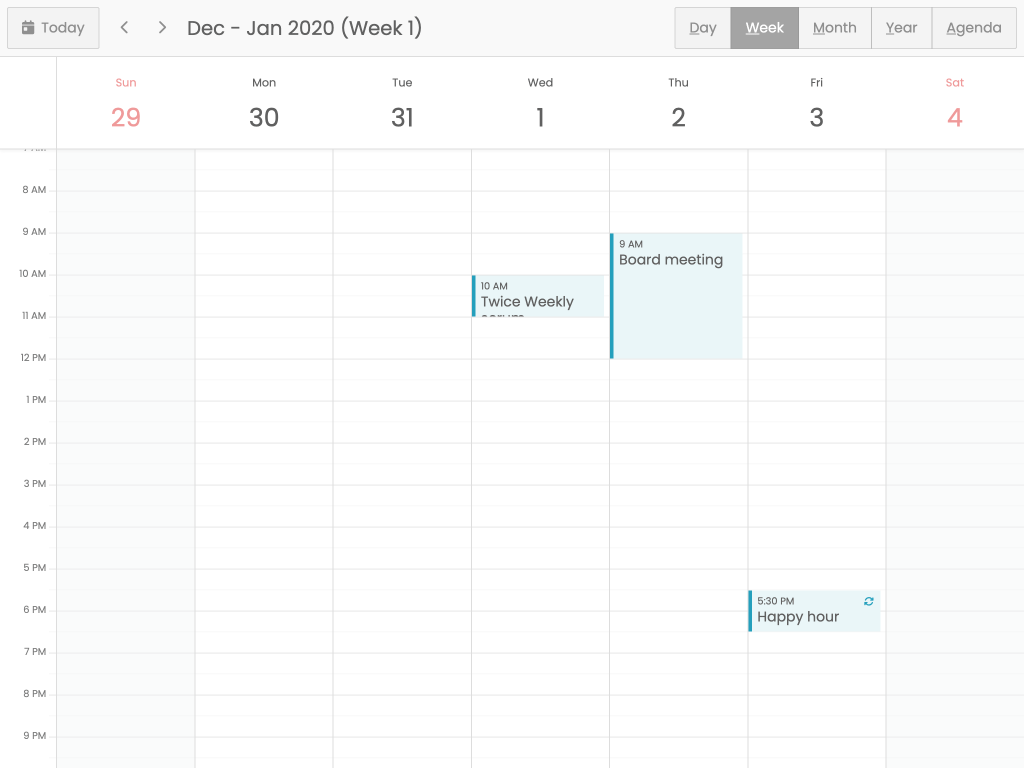 Today
Dec - Jan 2020 (Week 1)
Day
Week
Month
Year
Agenda
Sun
Mon
Tue
Wed
Thu
Fri
Sat
29
30
31
1
2
3
4
8 AM
9 AM
10 AM
11 AM
12 PM
1 PM
2 PM
3 PM
4 PM
5 PM
6 PM
7 PM
8 PM
9 PM
10 AM
Twice Weekly
9 AM
Board meeting
5:30 PM
Happy hour